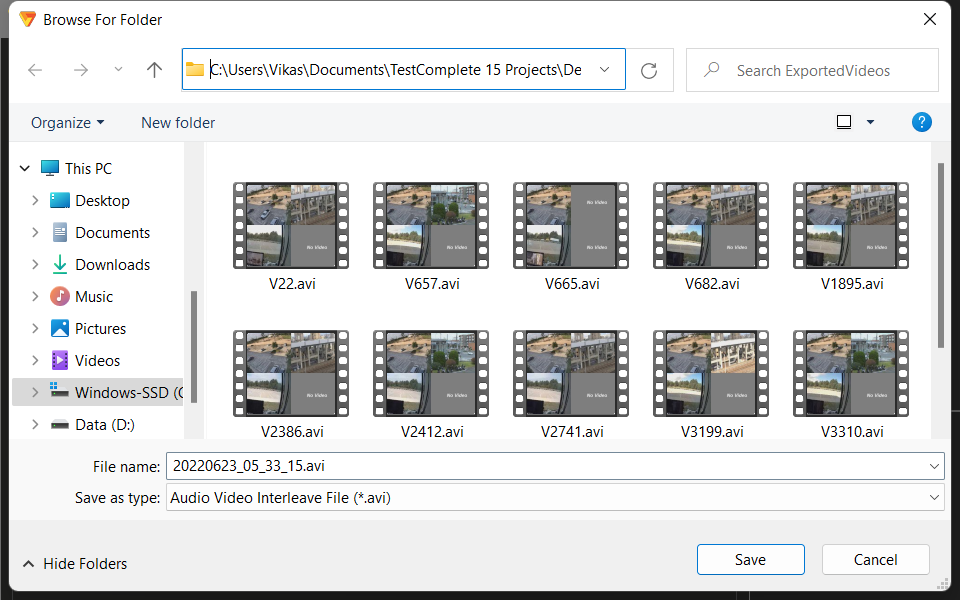 Browse For Folder
C:\Users\Vikas\Documents\TestComplete 15 Projects\De
Search ExportedVideos
Organize
New folder
?
This PC
Desktop
Documents
Downloads
Music
Pictures
Videos
Windows-SSD (C
Data (D:)
No Video
No Video
No Video
No Video
No Video
No Video
V22.avi
V657.avi
V665.avi
V682.avi
V1895.avi
No Video
No Video
No Video
No Video
No Video
V2386.avi
V2412.avi
V2741.avi
V3199.avi
V3310.avi
File name: 20220623_05_33_15.avi
Save as type: Audio Video Interleave File (*.avi)
Hide Folders
Save
Cancel